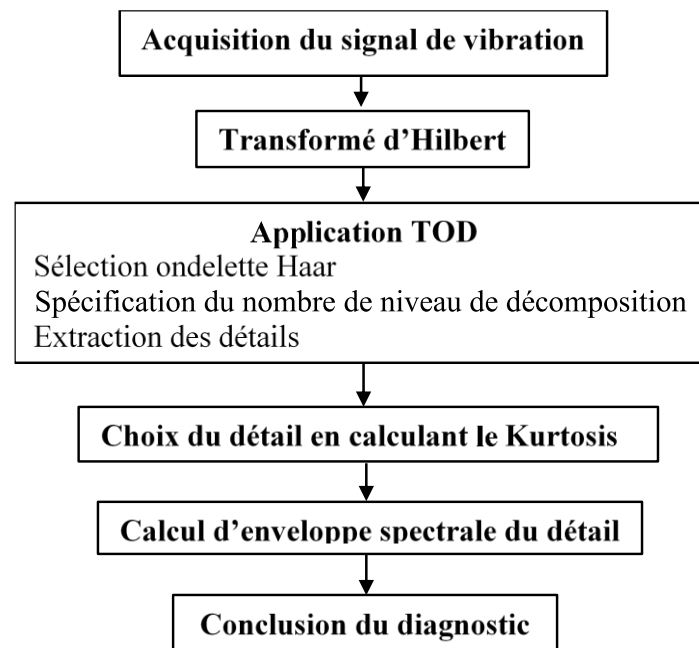 Acquisition du signal de vibration
Transformé d’Hilbert
Application TOD
Sélection ondelette Haar
Spécification du nombre de niveau de décomposition
Extraction des détails
Choix du détail en calculant le Kurtosis
Calcul d’enveloppe spectrale du détail
Conclusion du diagnostic